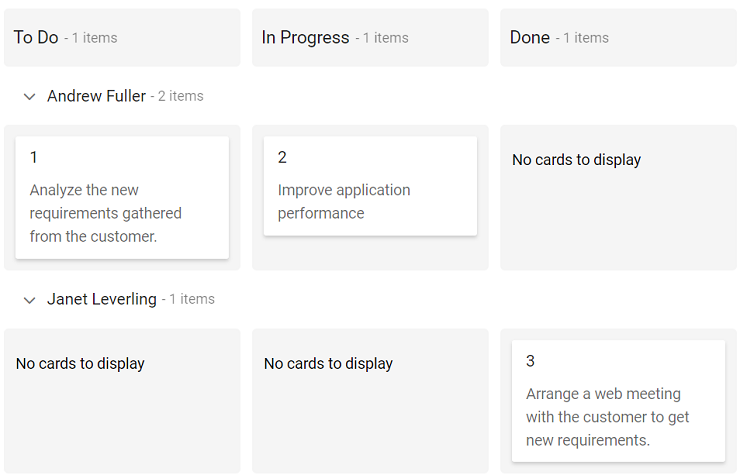 To Do - 1 items
In Progress - 1 items
Done - 1 items
Andrew Fuller - 2 items
1
Analyze the new
requirements gathered
from the customer.
2
Improve application
performance
No cards to display
Janet Leverling - 1 items
No cards to display
No cards to display
3
Arrange a web meeting
with the customer to get
new requirements.